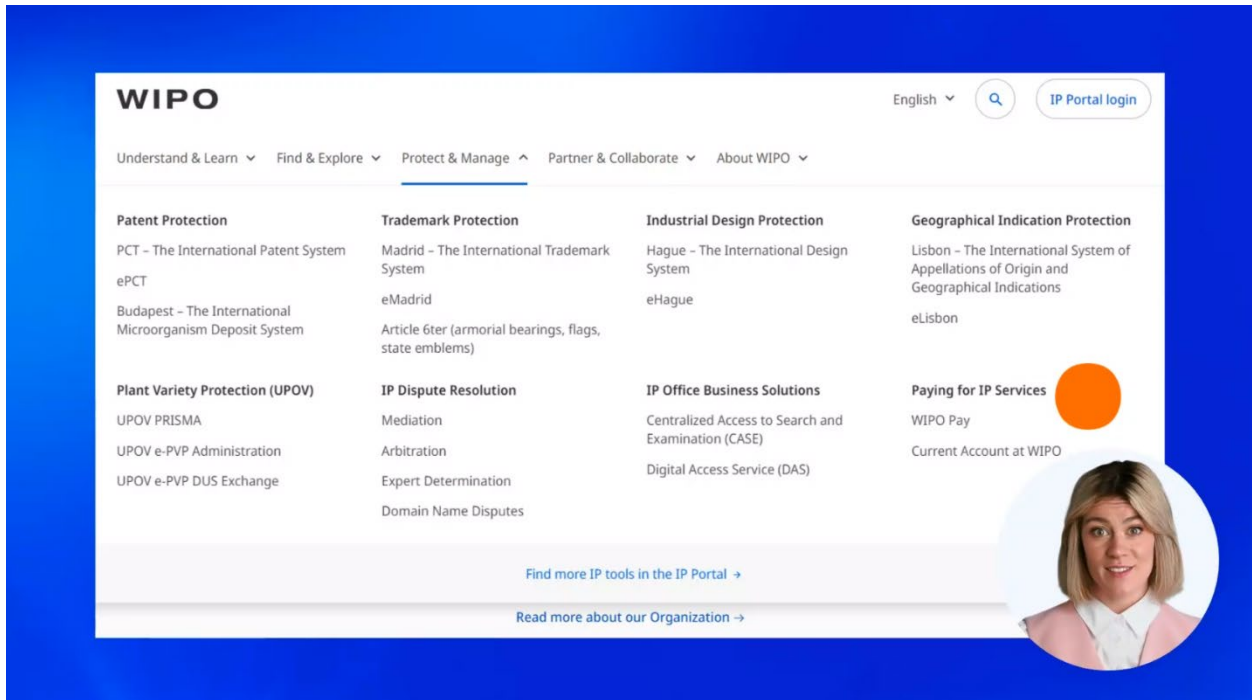 WIPO
English
IP Portal login
Understand & Learn
Find & Explore
Protect & Manage
Partner & Collaborate
About WIPO
Patent Protection
PCT – The International Patent System
ePCT
Budapest – The International
Microorganism Deposit System
Trademark Protection
Madrid – The International Trademark
System
eMadrid
Article 6ter (armorial bearings, flags,
state emblems)
Industrial Design Protection
Hague – The International Design
System
eHague
Geographical Indication Protection
Lisbon – The International System of
Appellations of Origin and
Geographical Indications
eLisbon
Plant Variety Protection (UPOV)
UPOV PRISMA
UPOV e-PVP Administration
UPOV e-PVP DUS Exchange
IP Dispute Resolution
Mediation
Arbitration
Expert Determination
Domain Name Disputes
IP Office Business Solutions
Centralized Access to Search and
Examination (CASE)
Digital Access Service (DAS)
Paying for IP Services
WIPO Pay
Current Account at WIPO
Find more IP tools in the IP Portal →
Read more about our Organization →